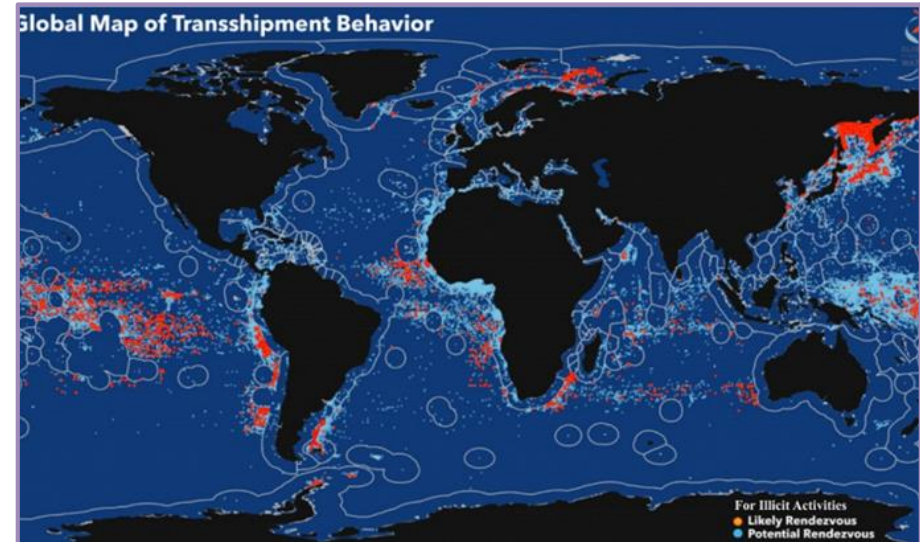 Global Map of Transshipment Behavior
For Illicit Activities
Likely Rendezvous
Potential Rendezvous